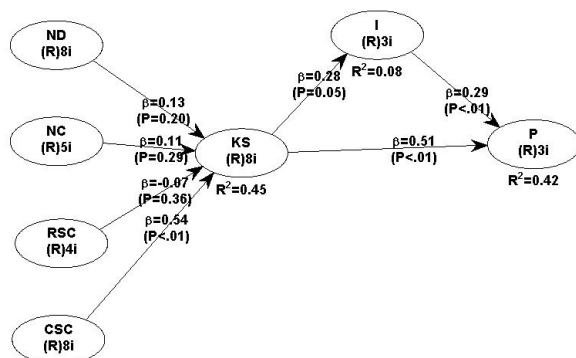 ND
(R)8i
I
(R)3i
R²=0.08
β=0.28
(P=0.05)
β=0.29
(P<.01)
β=0.13
(P=0.20)
NC
(R)5i
β=0.11
(P=0.29)
KS
(R)8i
R²=0.45
β=0.51
(P<.01)
P
(R)3i
R²=0.42
β=-0.07
(P=0.36)
RSC
(R)4i
β=0.54
(P<.01)
CSC
(R)8i